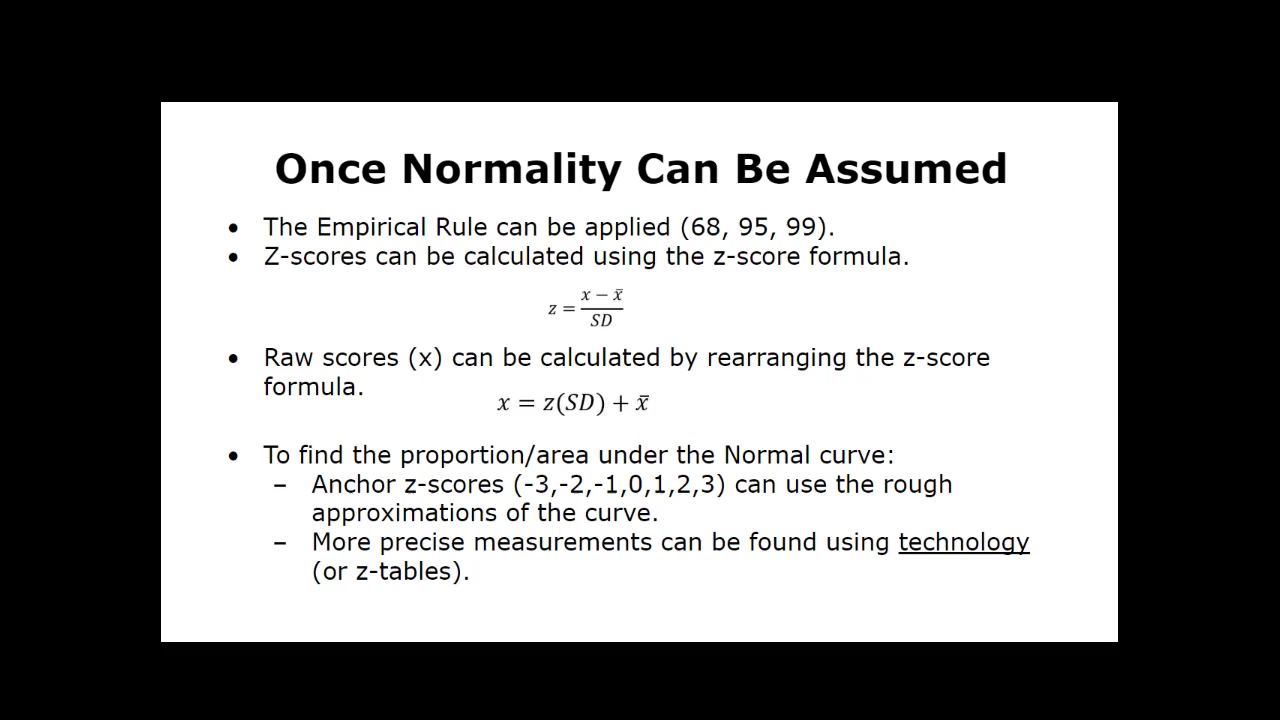 Once Normality Can Be Assumed
• The Empirical Rule can be applied (68, 95, 99).
• Z-scores can be calculated using the z-score formula.
z = (x − x̄)/SD
• Raw scores (x) can be calculated by rearranging the z-score
formula.
x = z(SD) + x̄
• To find the proportion/area under the Normal curve:
– Anchor z-scores (-3,-2,-1,0,1,2,3) can use the rough
approximations of the curve.
– More precise measurements can be found using technology
(or z-tables).